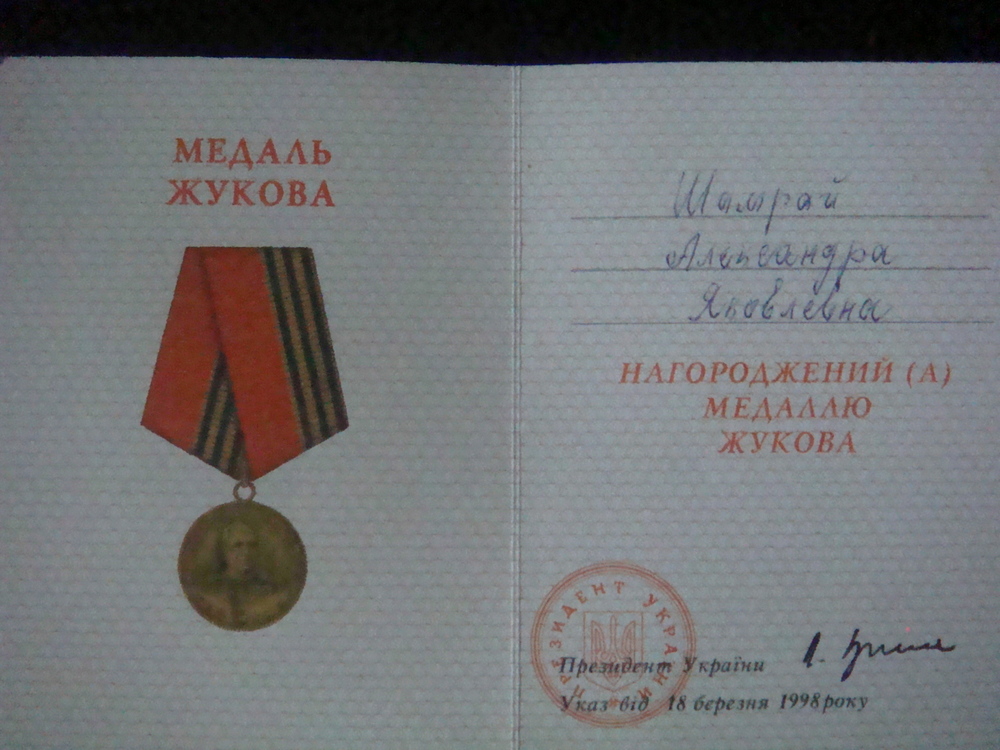 МЕДАЛЬ
ЖУКОВА
Шамрай
Александра
Яковлевна
НАГОРОДЖЕНИЙ (А)
МЕДАЛЛЮ
ЖУКОВА
ПРЕЗИДЕНТ УКРАЇНИ
Президент України
Указ від 18 березня 1998 року